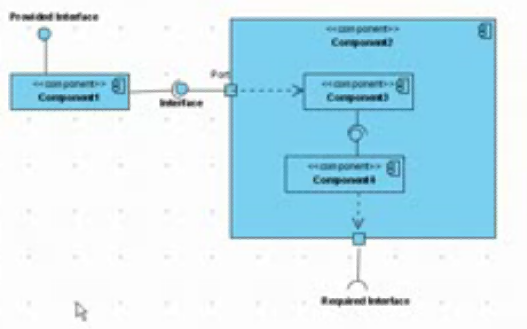 Provided Interface
<<component>>
Component1
Interface
Port
<<component>>
Component2
<<component>>
Component3
<<component>>
Component4
Required Interface